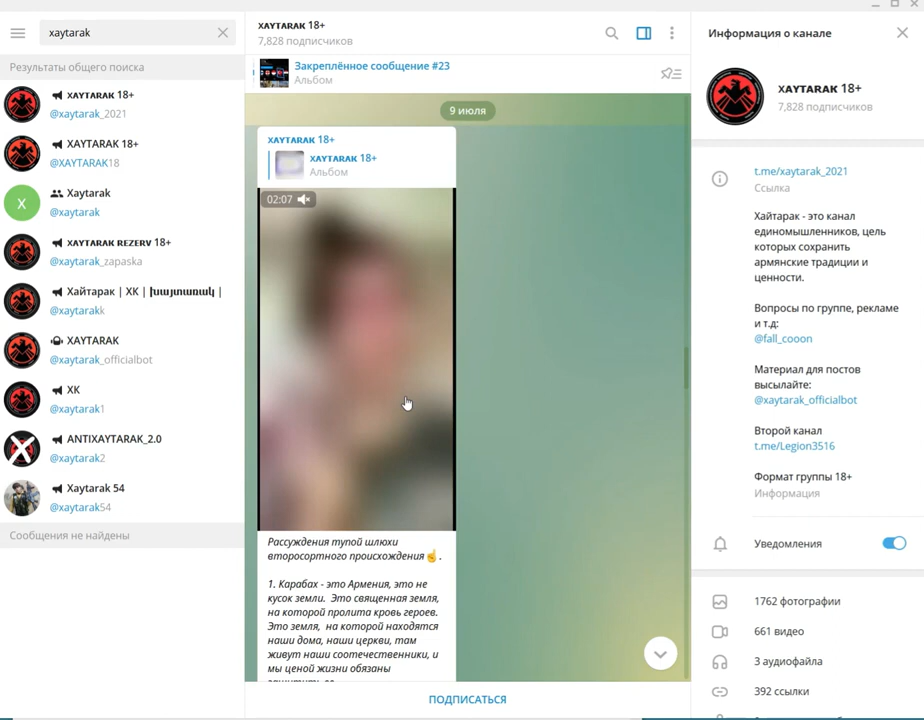 xaytarak
Результаты общего поиска
XAYTARAK 18+
@xaytarak_2021
XAYTARAK 18+
@XAYTARAK18
X
Xaytarak
@xaytarak
XAYTARAK REZERV 18+
@xaytarak_zapaska
Хайтарак | ХК | խայտառակ |
@xaytarakk
XAYTARAK
@xaytarak_officialbot
ХК
@xaytarak1
ANTIXAYTARAK_2.0
@xaytarak2
Xaytarak 54
@xaytarak54
Сообщения не найдены
XAYTARAK 18+
7,828 подписчиков
Закреплённое сообщение #23
Альбом
9 июля
XAYTARAK 18+
XAYTARAK 18+
Альбом
02:07
Рассуждения тупой шлюхи
второсортного происхождения☝️.
1. Карабах - это Армения, это не
кусок земли. Это священная земля,
на которой пролита кровь героев.
Это земля, на которой находятся
наши дома, наши церкви, там
живут наши соотечественники, и
мы ценой жизни обязаны
ПОДПИСАТЬСЯ
Информация о канале
XAYTARAK 18+
7,828 подписчиков
t.me/xaytarak_2021
Ссылка
Хайтарак - это канал
единомышленников, цель
которых сохранить
армянские традиции и
ценности.
Вопросы по группе, рекламе
и т.д:
@fall_cooon
Материал для постов
высылайте:
@xaytarak_officialbot
Второй канал
t.me/Legion3516
Формат группы 18+
Информация
Уведомления
1762 фотографии
661 видео
3 аудиофайла
392 ссылки